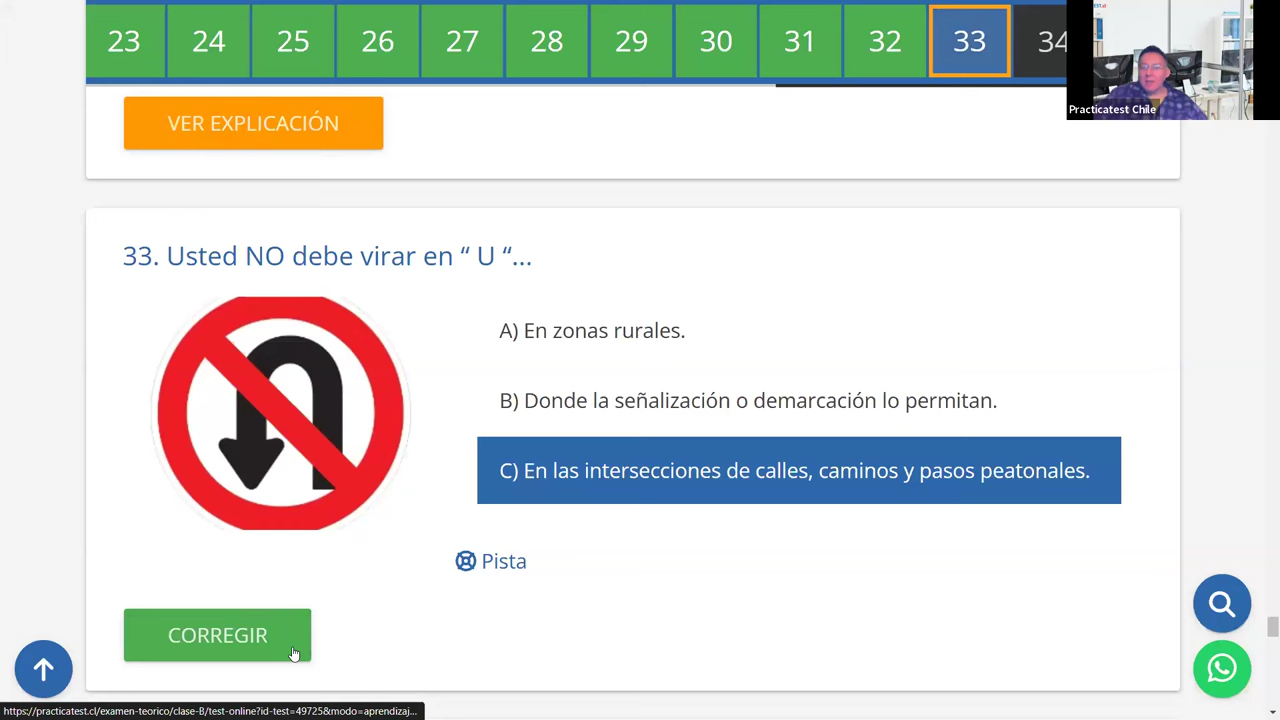 23 24 25 26 27 28 29 30 31 32 33 34
Practicatest Chile
VER EXPLICACIÓN
33. Usted NO debe virar en “ U “...
A) En zonas rurales.
B) Donde la señalización o demarcación lo permitan.
C) En las intersecciones de calles, caminos y pasos peatonales.
Pista
CORREGIR
https://practicatest.cl/examen-teorico/clase-B/test-online?id-test=49725&modo=aprendizaj...